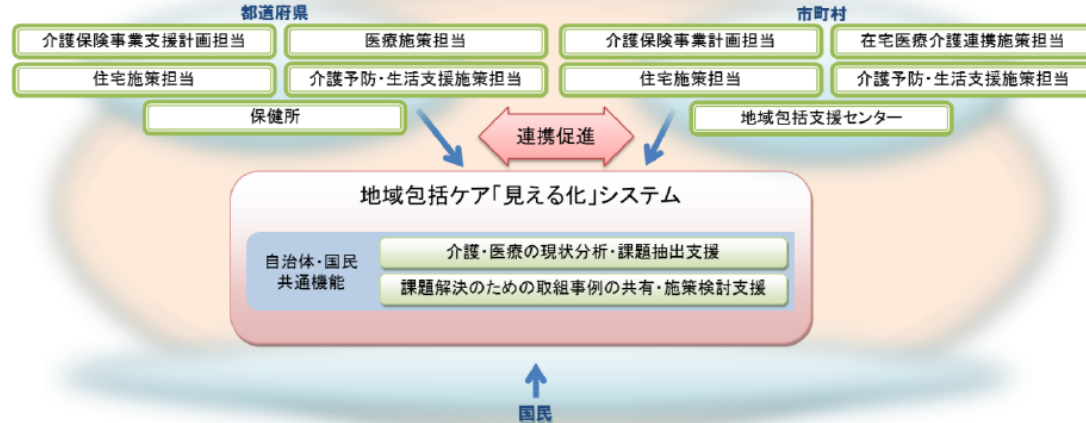 都道府県
介護保険事業支援計画担当
医療施策担当
住宅施策担当
介護予防・生活支援施策担当
保健所
市町村
介護保険事業計画担当
在宅医療介護連携施策担当
住宅施策担当
介護予防・生活支援施策担当
地域包括支援センター
連携促進
地域包括ケア「見える化」システム
自治体・国民
共通機能
介護・医療の現状分析・課題抽出支援
課題解決のための取組事例の共有・施策検討支援
国民